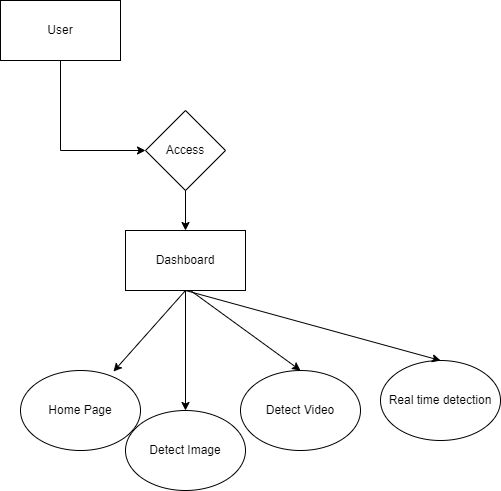 User
Access
Dashboard
Home Page
Detect Image
Detect Video
Real time detection